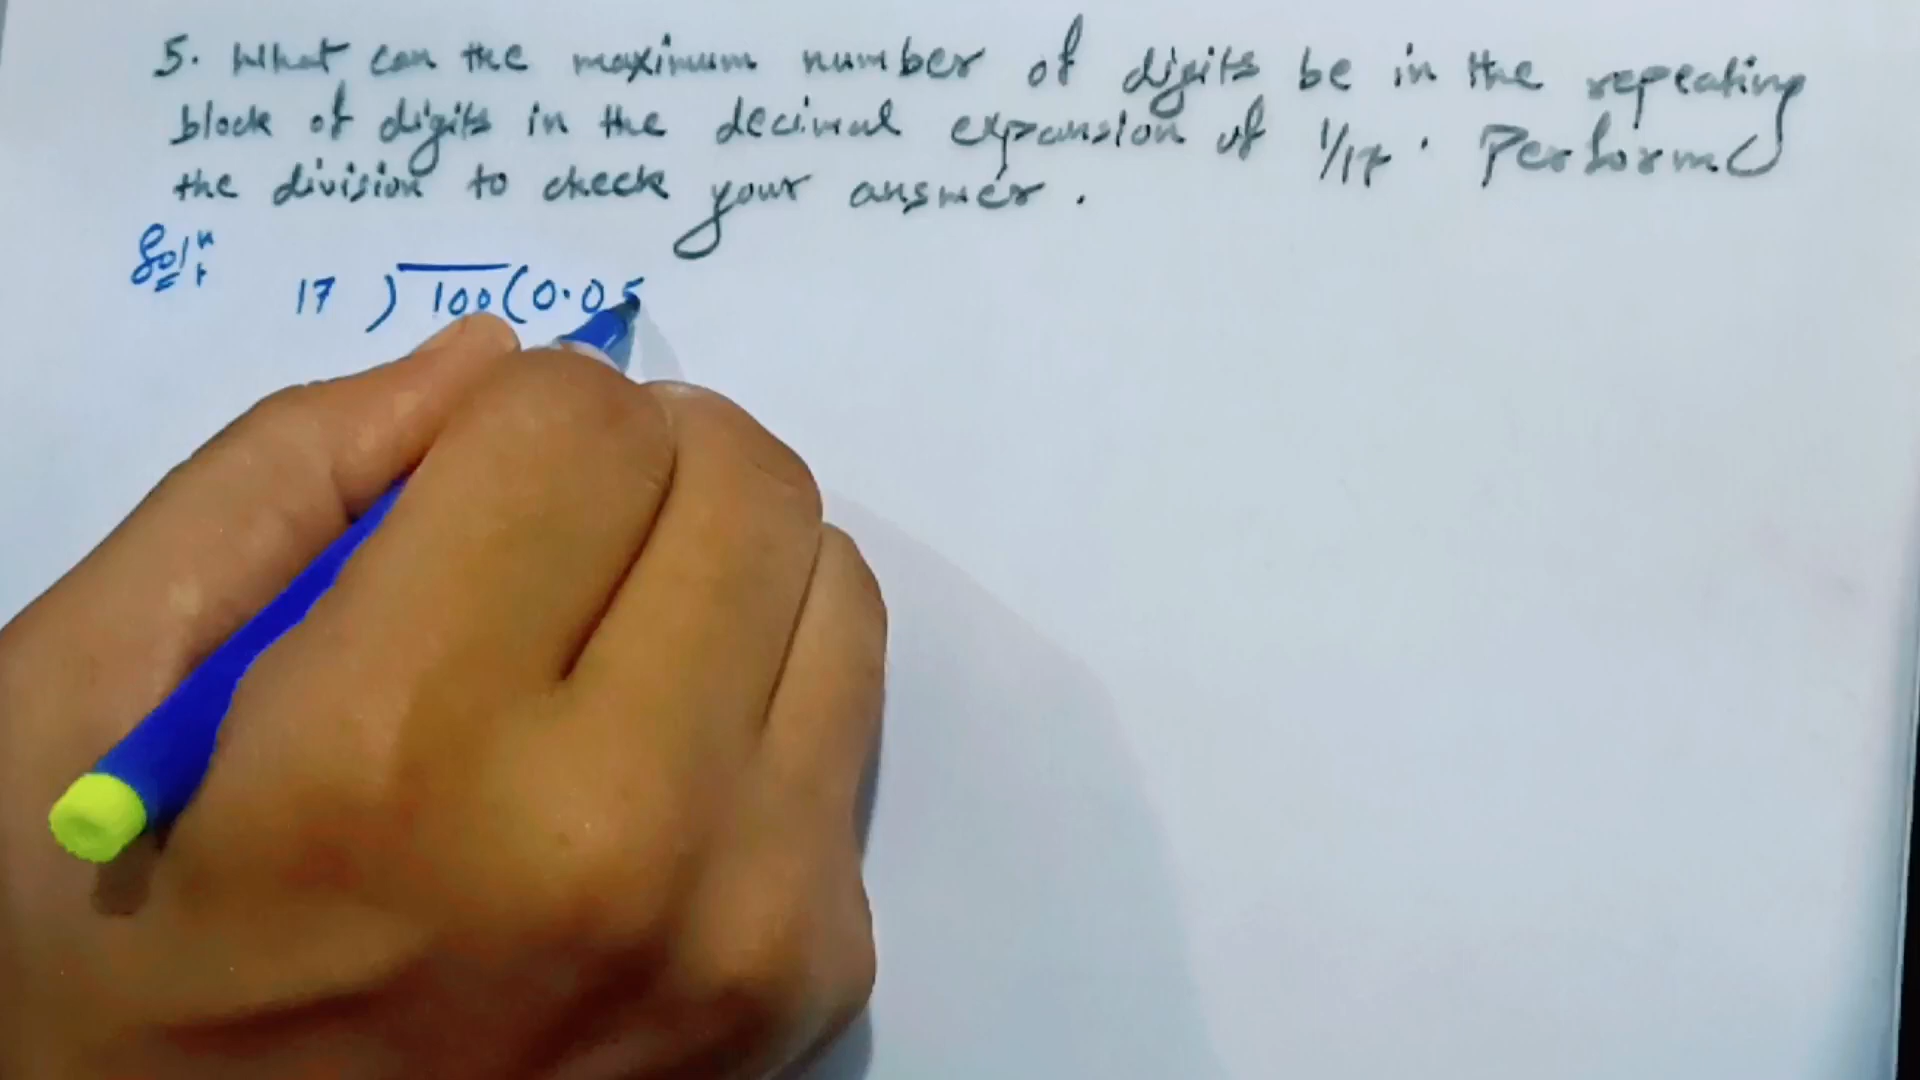 5. What can the maximum number of digits be in the repeating
block of digits in the decimal expansion of 1/17. Perform
the division to check your answer.
Solⁿ
17 ) 100 ( 0.05